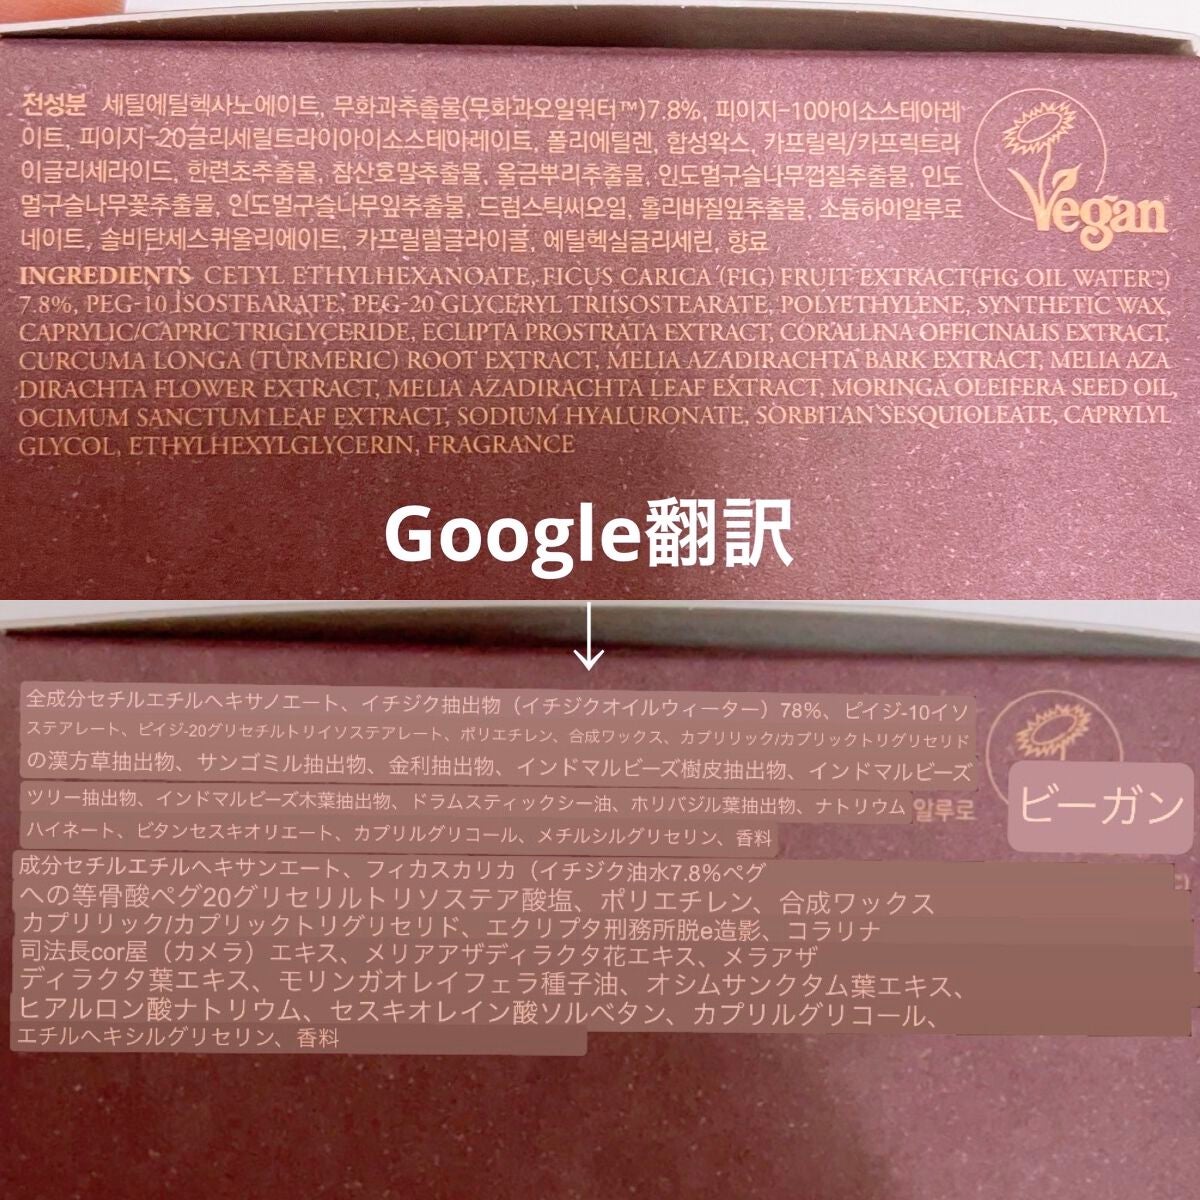 전성분 세틸에틸헥사노에이트, 무화과추출물(무화과오일워터™)7.8%, 피이지-10아이소스테아레
이트, 피이지-20글리세릴트라이아이소스테아레이트, 폴리에틸렌, 합성왁스, 카프릴릭/카프릭트라
이글리세라이드, 한련초추출물, 참산호말추출물, 울금뿌리추출물, 인도멀구슬나무껍질추출물, 인도
멀구슬나무꽃추출물, 인도멀구슬나무잎추출물, 드럼스틱씨오일, 홀리바질잎추출물, 소듐하이알루로
네이트, 솔비탄세스퀴올리에이트, 카프릴릴글라이콜, 에틸헥실글리세린, 향료
Vegan
INGREDIENTS CETYL ETHYLHEXANOATE, FICUS CARICA (FIG) FRUIT EXTRACT(FIG OIL WATER™)
7.8%, PEG-10 ISOSTEARATE, PEG-20 GLYCERYL TRIISOSTEARATE, POLYETHYLENE, SYNTHETIC WAX,
CAPRYLIC/CAPRIC TRIGLYCERIDE, ECLIPTA PROSTRATA EXTRACT, CORALLINA OFFICINALIS EXTRACT,
CURCUMA LONGA (TURMERIC) ROOT EXTRACT, MELIA AZADIRACHTA BARK EXTRACT, MELIA AZA
DIRACHTA FLOWER EXTRACT, MELIA AZADIRACHTA LEAF EXTRACT, MORINGA OLEIFERA SEED OIL,
OCIMUM SANCTUM LEAF EXTRACT, SODIUM HYALURONATE, SORBITAN SESQUIOLEATE, CAPRYLYL
GLYCOL, ETHYLHEXYLGLYCERIN, FRAGRANCE
Google翻訳
全成分セチルエチルヘキサノエート、イチジク抽出物（イチジクオイルウィーター）78%、ピイジ-10イソ
ステアレート、ピイジ-20グリセチルトリイソステアレート、ポリエチレン、合成ワックス、カプリリック/カプリックトリグリセリド
の漢方草抽出物、サンゴミル抽出物、金利抽出物、インドマルビーズ樹皮抽出物、インドマルビーズ
ツリー抽出物、インドマルビーズ木葉抽出物、ドラムスティックシー油、ホリバジル葉抽出物、ナトリウム 알루로
ハイネート、ビタンセスキオリエート、カプリルグリコール、メチルシルグリセリン、香料
ビーガン
成分セチルエチルヘキサンエート、フィカスカリカ（イチジク油水7.8%ペグ
への等骨酸ペグ20グリセリルトリソステア酸塩、ポリエチレン、合成ワックス
カプリリック/カプリックトリグリセリド、エクリプタ刑務所脱e造影、コラリナ
司法長cor屋（カメラ）エキス、メリアアザディラクタ花エキス、メラアザ
ディラクタ葉エキス、モリンガオレイフェラ種子油、オシムサンクタム葉エキス、
ヒアルロン酸ナトリウム、セスキオレイン酸ソルベタン、カプリルグリコール、
エチルヘキシルグリセリン、香料